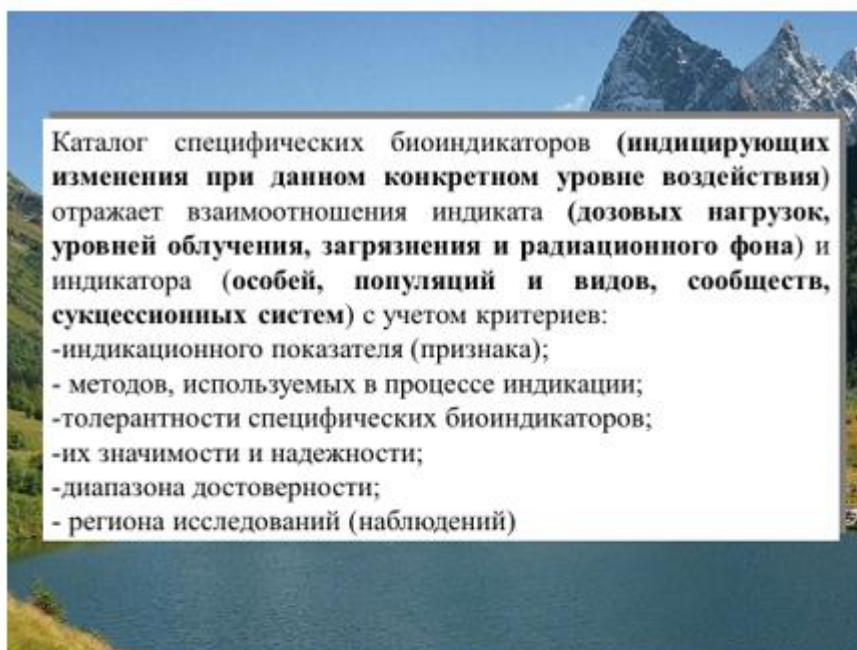 Каталог специфических биоиндикаторов (индицирующих
изменения при данном конкретном уровне воздействия)
отражает взаимоотношения индиката (дозовых нагрузок,
уровней облучения, загрязнения и радиационного фона) и
индикатора (особей, популяций и видов, сообществ,
сукцессионных систем) с учетом критериев:
-индикационного показателя (признака);
- методов, используемых в процессе индикации;
-толерантности специфических биоиндикаторов;
-их значимости и надежности;
-диапазона достоверности;
- региона исследований (наблюдений)